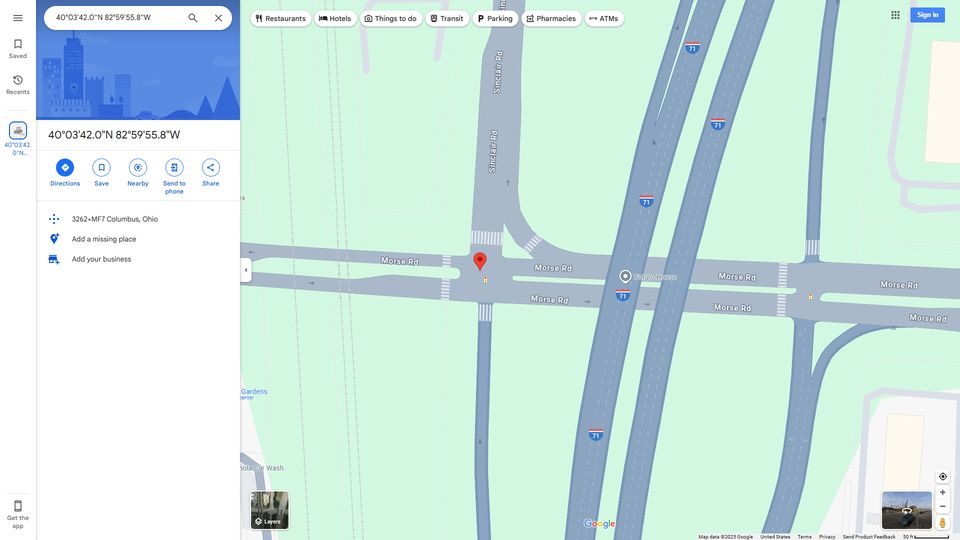 40°03'42.0"N 82°59'55.8"W
Restaurants
Hotels
Things to do
Transit
Parking
Pharmacies
ATMs
Sign in
Saved
Recents
40°03'42.
0"N…
40°03'42.0"N 82°59'55.8"W
Directions
Save
Nearby
Send to
phone
Share
3262+MF7 Columbus, Ohio
Add a missing place
Add your business
Get the
app
Sinclair Rd
Sinclair Rd
71
71
71
71
71
Morse Rd
Morse Rd
Morse Rd
Morse Rd
Morse Rd
Morse Rd
Morse Rd
Gardens
Car Wash
Layers
Google
Map data ©2025 Google
United States
Terms
Privacy
Send Product Feedback
50 ft